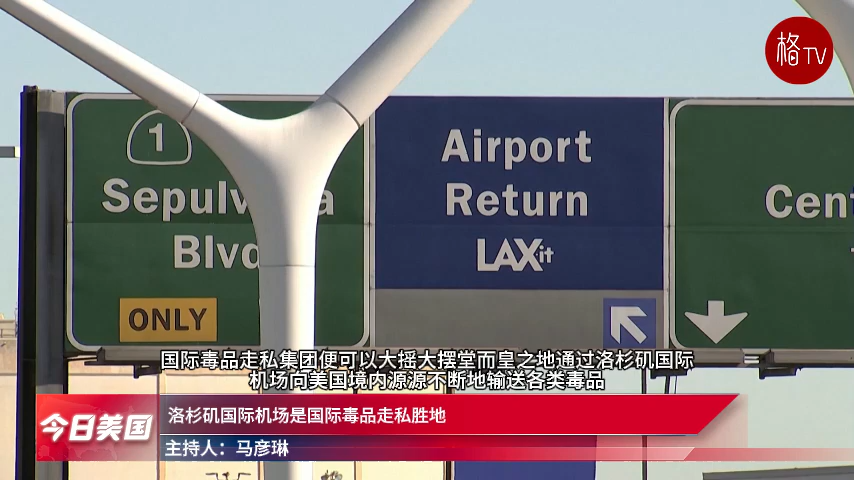 格TV
1
Sepulv a
Blvd
ONLY
Airport
Return
LAXit
Cen
国际毒品走私集团便可以大摇大摆堂而皇之地通过洛杉矶国际
机场向美国境内源源不断地输送各类毒品
今日美国
洛杉矶国际机场是国际毒品走私胜地
主持人：马彦琳